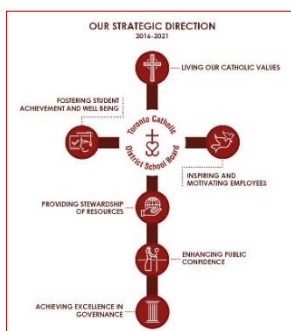 OUR STRATEGIC DIRECTION
2016-2021
LIVING OUR CATHOLIC VALUES
FOSTERING STUDENT
ACHIEVEMENT AND WELL BEING
Toronto Catholic
District School Board
INSPIRING AND
MOTIVATING EMPLOYEES
PROVIDING STEWARDSHIP
OF RESOURCES
ENHANCING PUBLIC
CONFIDENCE
ACHIEVING EXCELLENCE IN
GOVERNANCE